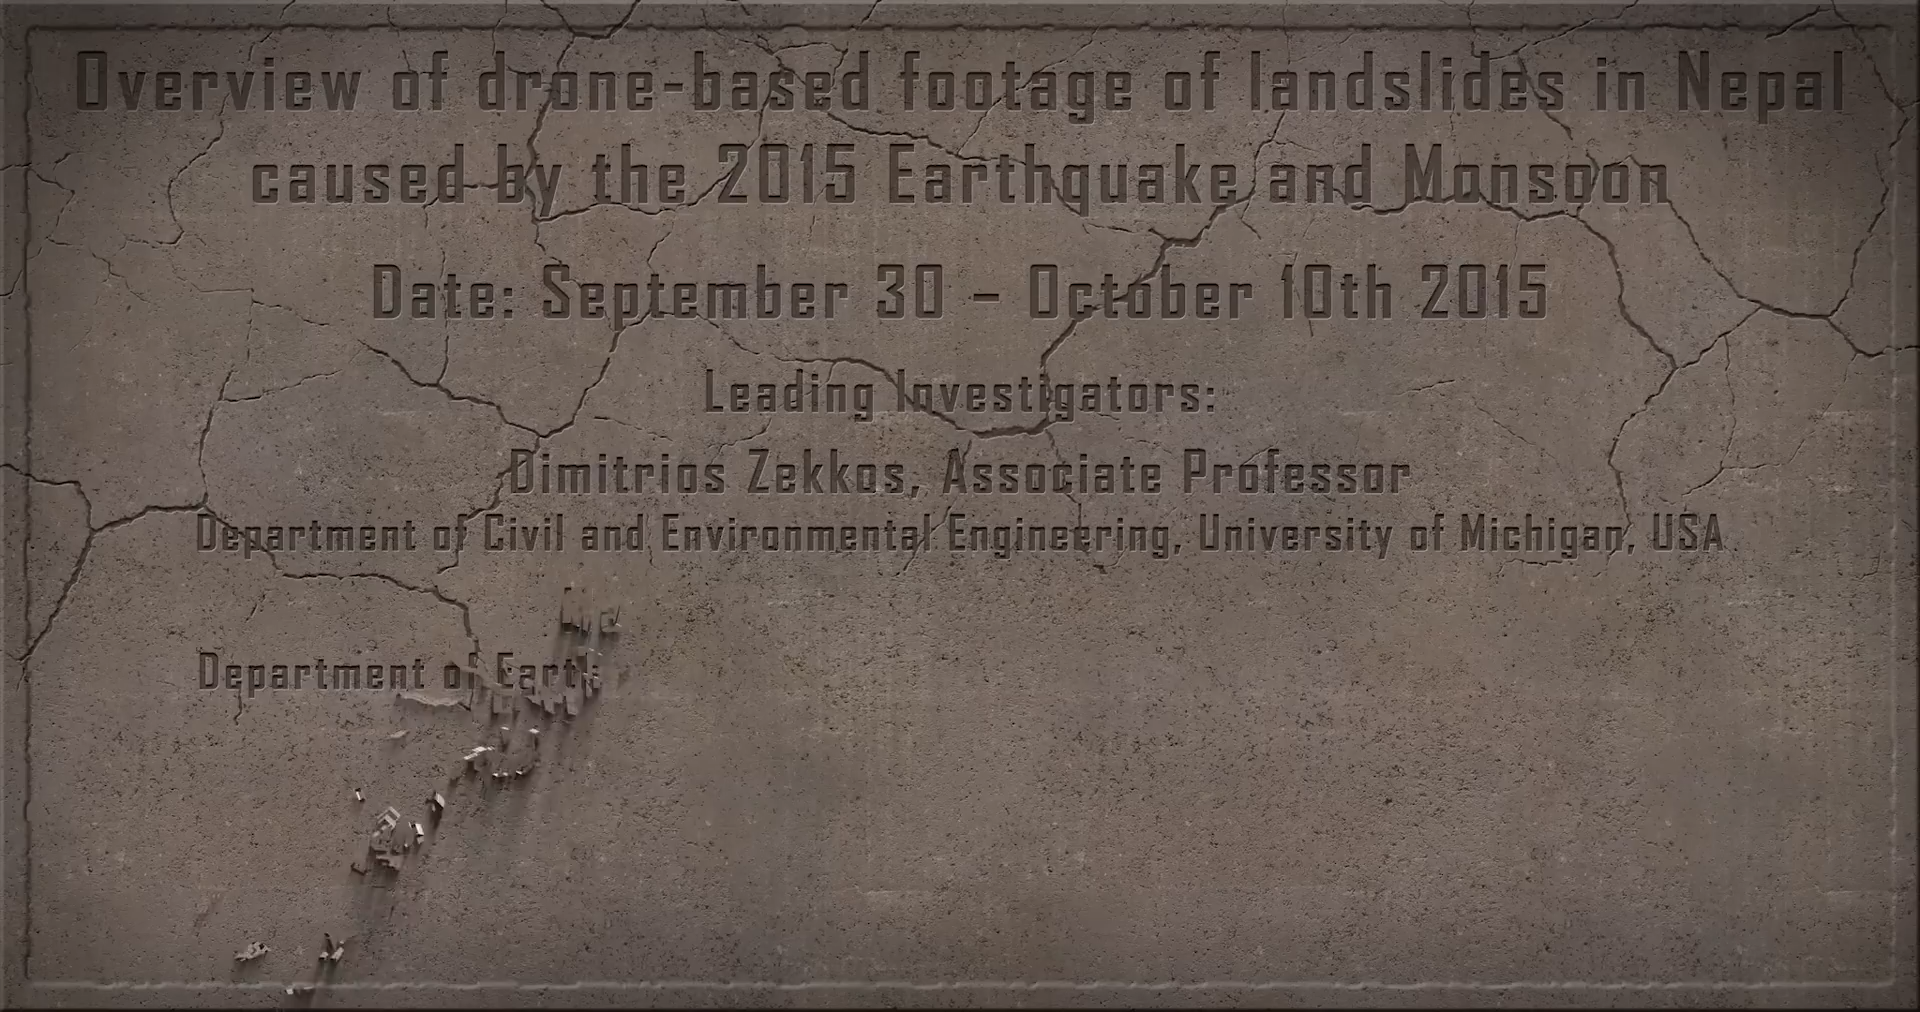 Overview of drone-based footage of landslides in Nepal
caused by the 2015 Earthquake and Monsoon
Date: September 30 – October 10th 2015
Leading Investigators:
Dimitrios Zekkos, Associate Professor
Department of Civil and Environmental Engineering, University of Michigan, USA
Department of Earth